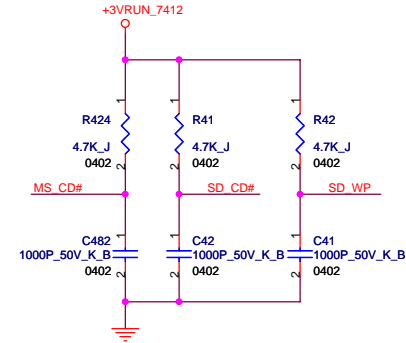 +3VRUN_7412
1 1 1
R424 R41 R42
4.7K_J 4.7K_J 4.7K_J
0402 0402 0402
2 2 2
MS_CD# SD_CD# SD_WP
1 1 1
C482 C42 C41
1000P_50V_K_B 1000P_50V_K_B 1000P_50V_K_B
0402 0402 0402
2 2 2